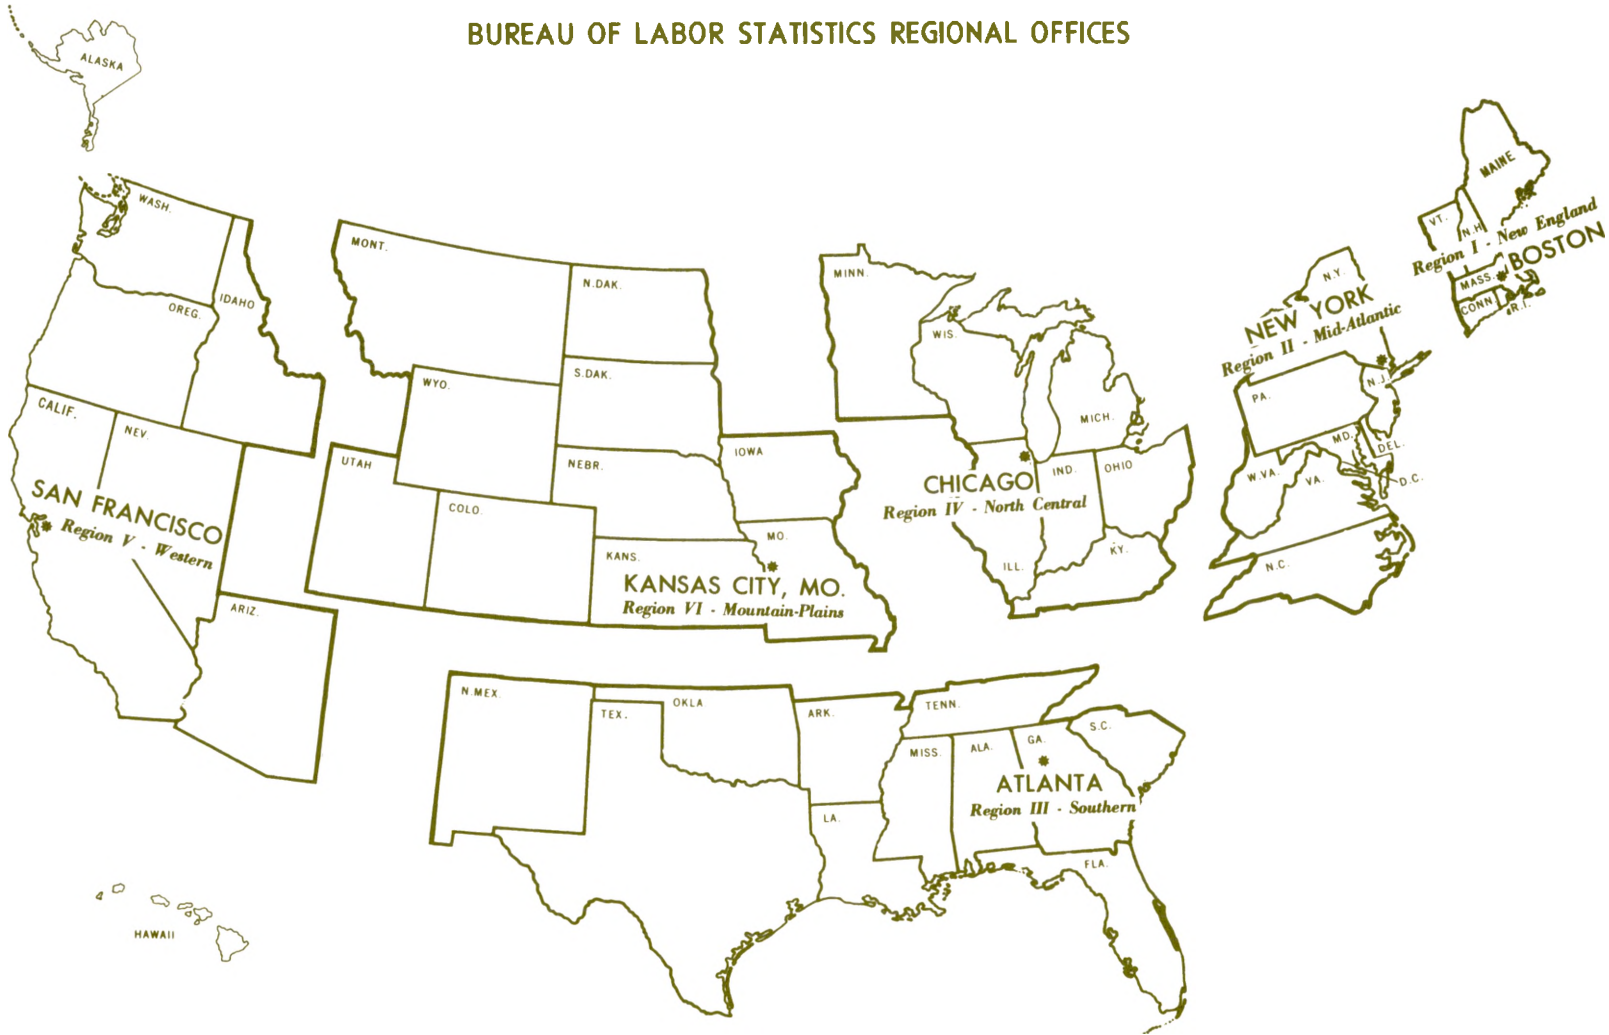 BUREAU OF LABOR STATISTICS REGIONAL OFFICES
ALASKA
WASH.
OREG.
IDAHO
CALIF.
NEV.
SAN FRANCISCO
Region V - Western
ARIZ.
HAWAII
MONT.
N.DAK.
S.DAK.
WYO.
UTAH
NEBR.
IOWA
COLO.
KANS.
MO.
KANSAS CITY, MO.
Region VI - Mountain-Plains
MINN.
WIS.
MICH.
CHICAGO
Region IV - North Central
IND.
OHIO
ILL.
KY.
N.MEX.
TEX.
OKLA
ARK.
LA.
TENN.
MISS.
ALA.
GA.
S.C.
ATLANTA
Region III - Southern
FLA.
N.Y.
NEW YORK
Region II - Mid-Atlantic
N.J.
PA.
MD.
DEL.
W.VA.
VA.
D.C.
N.C.
MAINE
VT.
N.H.
Region I - New England
BOSTON
MASS.
CONN.
R.I.